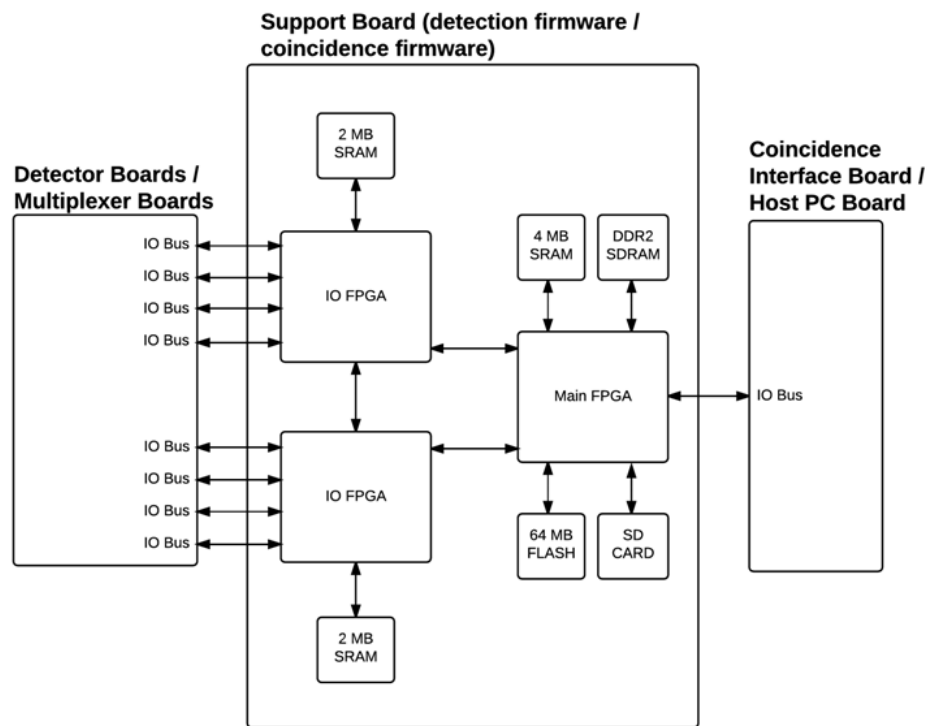 Support Board (detection firmware /
coincidence firmware)
2 MB
SRAM
Detector Boards /
Multiplexer Boards
IO Bus
IO Bus
IO Bus
IO Bus
IO FPGA
4 MB
SRAM
DDR2
SDRAM
Coincidence
Interface Board /
Host PC Board
Main FPGA
IO Bus
IO Bus
IO Bus
IO Bus
IO Bus
IO FPGA
64 MB
FLASH
SD
CARD
2 MB
SRAM